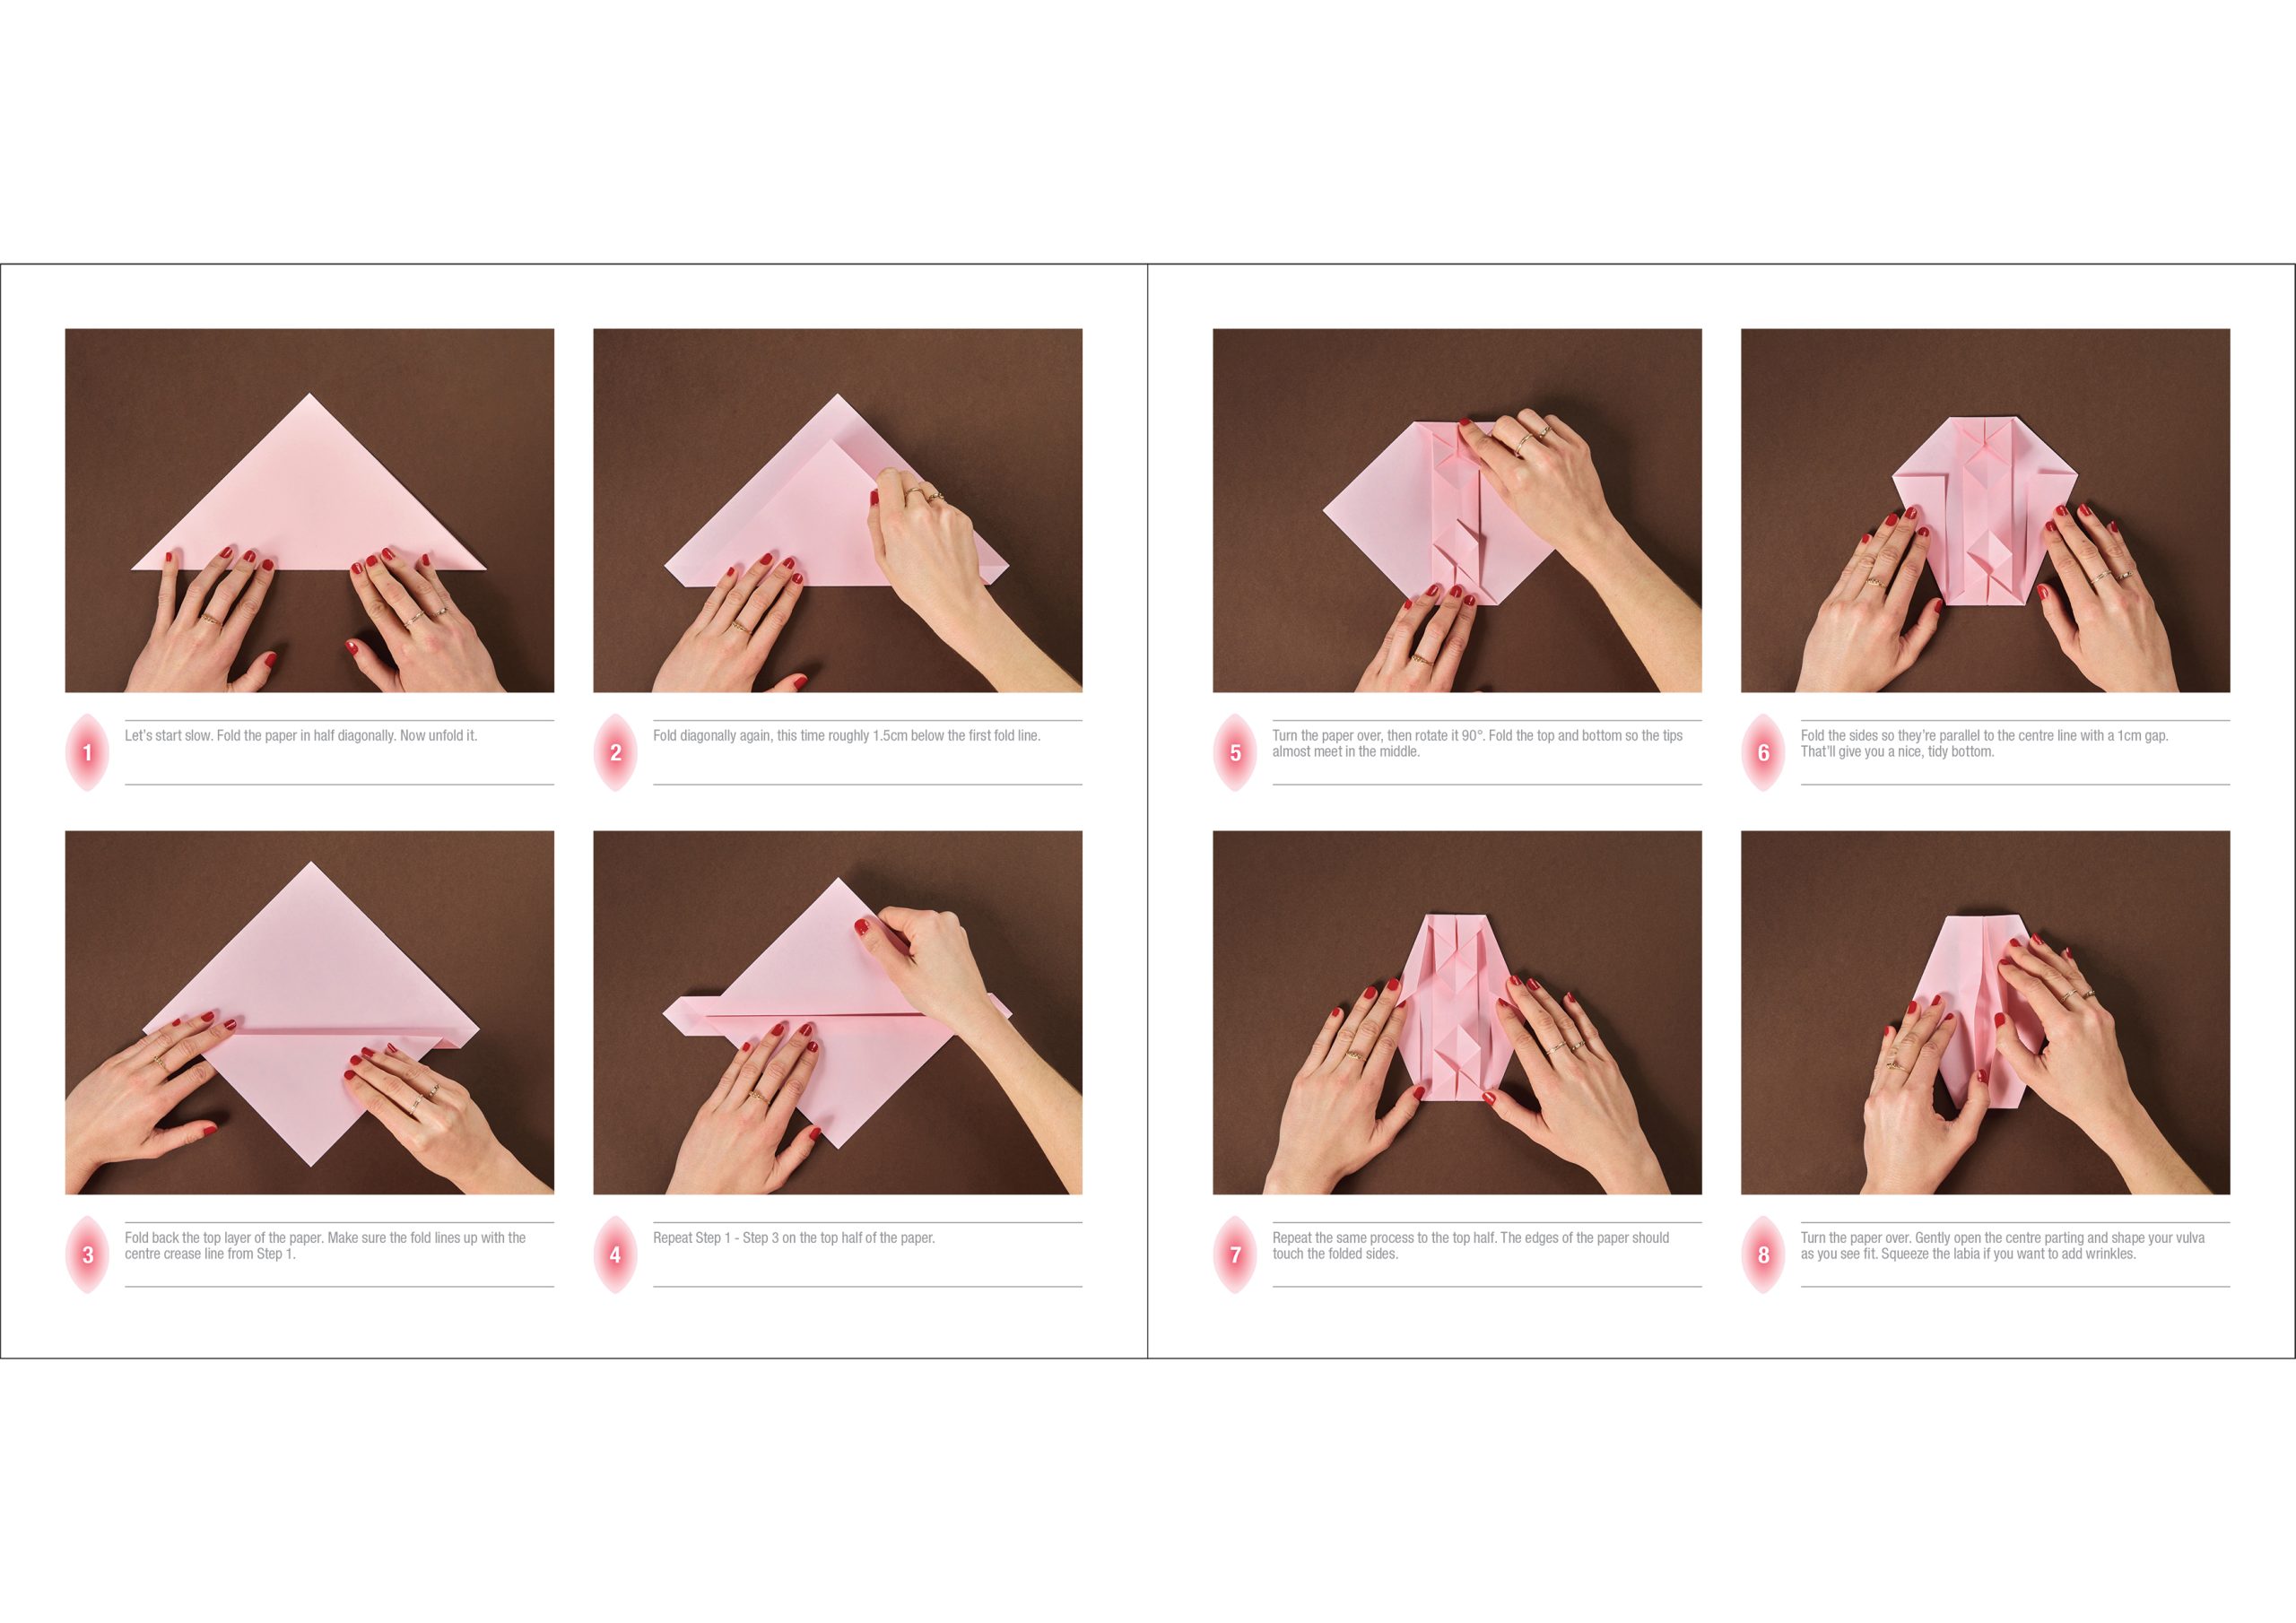 1
Let's start slow. Fold the paper in half diagonally. Now unfold it.
2
Fold diagonally again, this time roughly 1.5cm below the first fold line.
3
Fold back the top layer of the paper. Make sure the fold lines up with the
centre crease line from Step 1.
4
Repeat Step 1 - Step 3 on the top half of the paper.
5
Turn the paper over, then rotate it 90°. Fold the top and bottom so the tips
almost meet in the middle.
6
Fold the sides so they're parallel to the centre line with a 1cm gap.
That'll give you a nice, tidy bottom.
7
Repeat the same process to the top half. The edges of the paper should
touch the folded sides.
8
Turn the paper over. Gently open the centre parting and shape your vulva
as you see fit. Squeeze the labia if you want to add wrinkles.